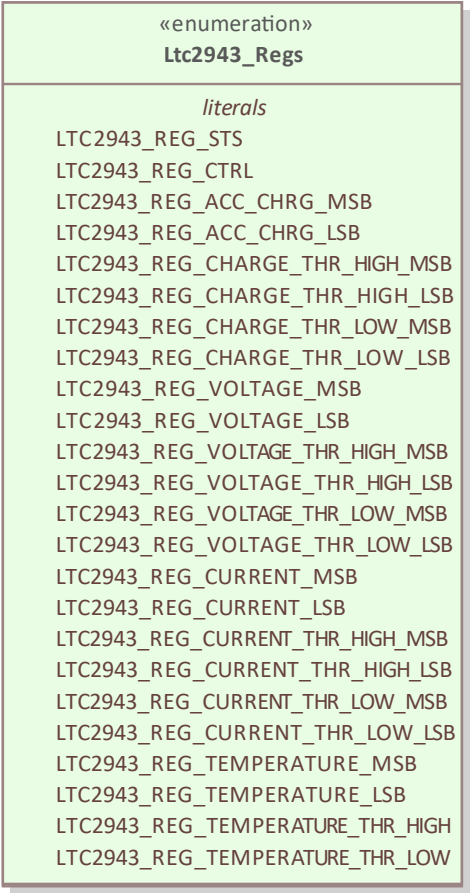 «enumeration»
Ltc2943_Regs
literals
LTC2943_REG_STS
LTC2943_REG_CTRL
LTC2943_REG_ACC_CHRG_MSB
LTC2943_REG_ACC_CHRG_LSB
LTC2943_REG_CHARGE_THR_HIGH_MSB
LTC2943_REG_CHARGE_THR_HIGH_LSB
LTC2943_REG_CHARGE_THR_LOW_MSB
LTC2943_REG_CHARGE_THR_LOW_LSB
LTC2943_REG_VOLTAGE_MSB
LTC2943_REG_VOLTAGE_LSB
LTC2943_REG_VOLTAGE_THR_HIGH_MSB
LTC2943_REG_VOLTAGE_THR_HIGH_LSB
LTC2943_REG_VOLTAGE_THR_LOW_MSB
LTC2943_REG_VOLTAGE_THR_LOW_LSB
LTC2943_REG_CURRENT_MSB
LTC2943_REG_CURRENT_LSB
LTC2943_REG_CURRENT_THR_HIGH_MSB
LTC2943_REG_CURRENT_THR_HIGH_LSB
LTC2943_REG_CURRENT_THR_LOW_MSB
LTC2943_REG_CURRENT_THR_LOW_LSB
LTC2943_REG_TEMPERATURE_MSB
LTC2943_REG_TEMPERATURE_LSB
LTC2943_REG_TEMPERATURE_THR_HIGH
LTC2943_REG_TEMPERATURE_THR_LOW